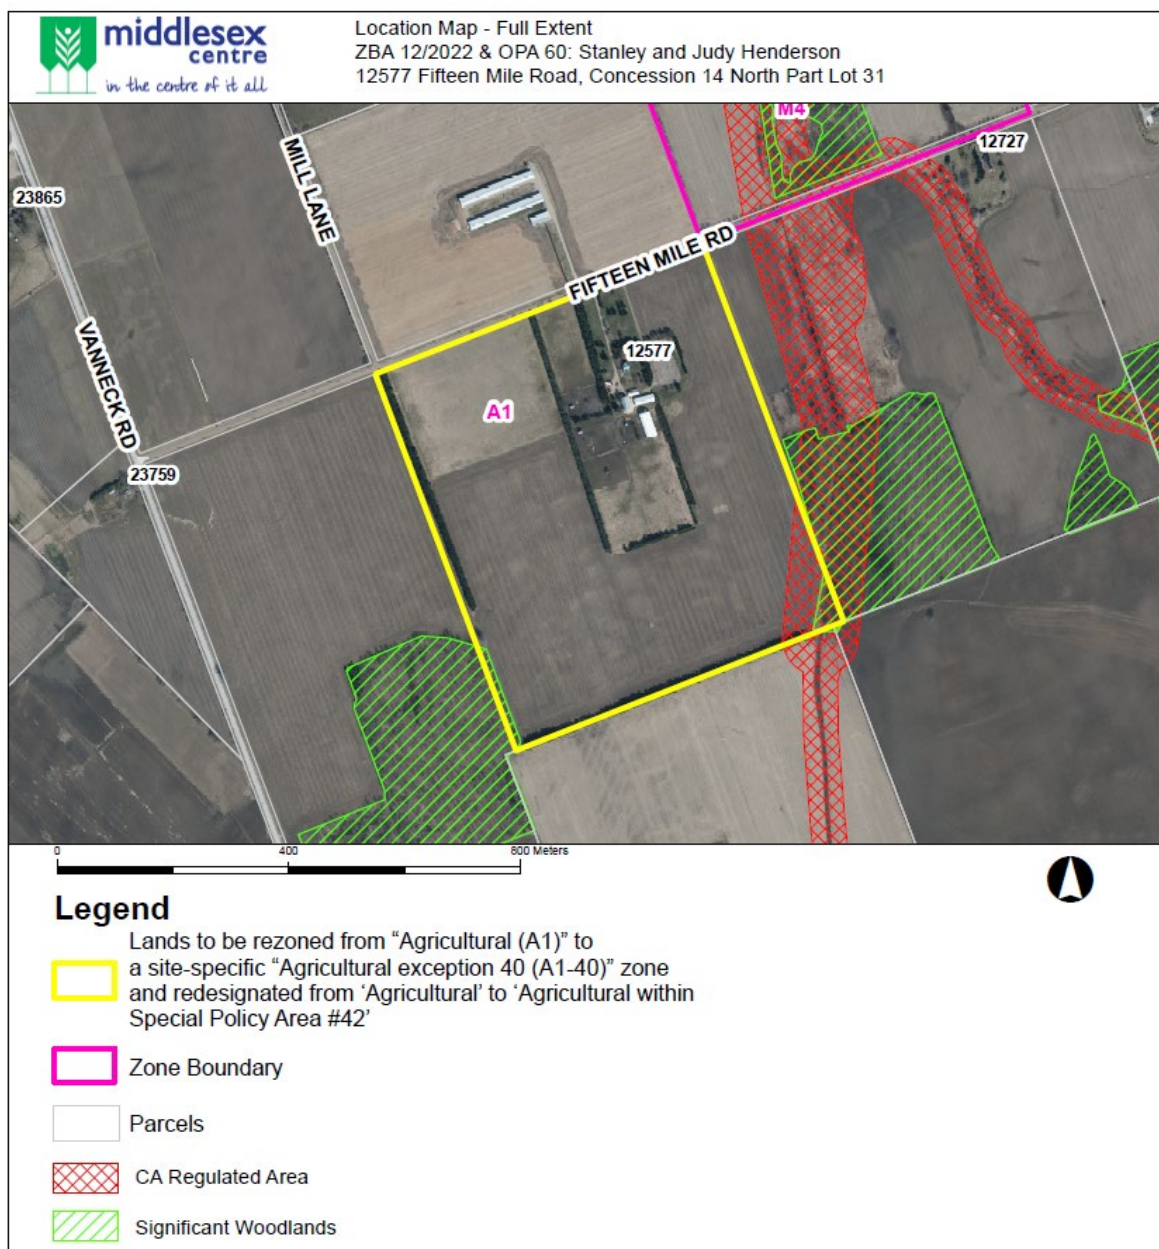 middlesex
centre
in the centre of it all
Location Map - Full Extent
ZBA 12/2022 & OPA 60: Stanley and Judy Henderson
12577 Fifteen Mile Road, Concession 14 North Part Lot 31
M4
12727
23865
MILL LANE
FIFTEEN MILE RD
12577
VANNECK RD
A1
23759
0 400 800 Meters
Legend
Lands to be rezoned from “Agricultural (A1)” to
a site-specific “Agricultural exception 40 (A1-40)” zone
and redesignated from ‘Agricultural’ to ‘Agricultural within
Special Policy Area #42’
Zone Boundary
Parcels
CA Regulated Area
Significant Woodlands